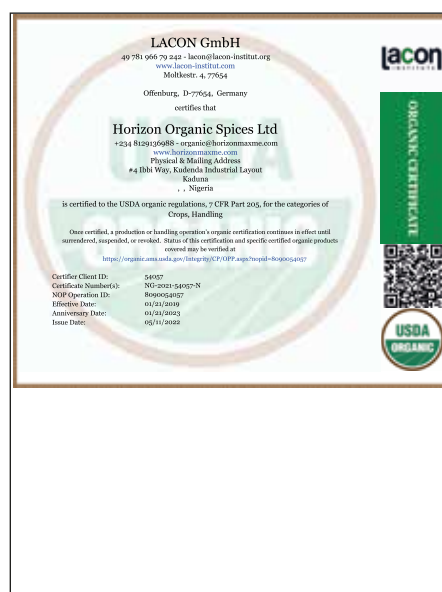 LACON GmbH
49 781 966 79 242 - lacon@lacon-institut.org
www.lacon-institut.com
Moltkestr. 4, 77654
Offenburg, D-77654, Germany
certifies that
Horizon Organic Spices Ltd
+234 8129136988 - organic@horizonmaxme.com
www.horizonmaxme.com
Physical & Mailing Address
#4 Ibbi Way, Kudenda Industrial Layout
Kaduna
, , Nigeria
is certified to the USDA organic regulations, 7 CFR Part 205, for the categories of
Crops, Handling
Once certified, a production or handling operation's organic certification continues in effect until
surrendered, suspended, or revoked. Status of this certification and specific certified organic products
covered may be verified at
https://organic.ams.usda.gov/Integrity/CP/OPP.aspx?nopid=8090054057
Certifier Client ID: 54057
Certificate Number(s): NG-2021-54057-N
NOP Operation ID: 8090054057
Effective Date: 01/21/2019
Anniversary Date: 01/21/2023
Issue Date: 05/11/2022
lacon
INSTITUTE
ORGANIC CERTIFICATE
USDA
ORGANIC
USDA
ORGANIC